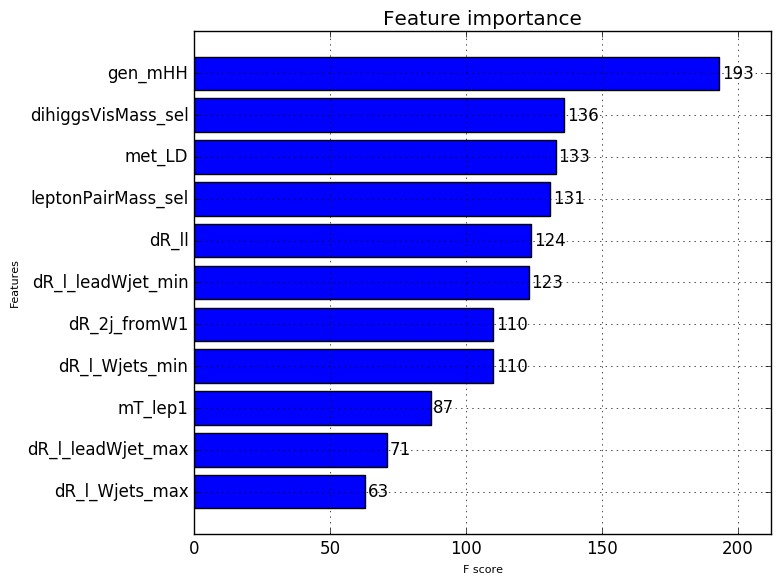 Feature importance
Features
gen_mHH 193
dihiggsVisMass_sel 136
met_LD 133
leptonPairMass_sel 131
dR_ll 124
dR_l_leadWjet_min 123
dR_2j_fromW1 110
dR_l_Wjets_min 110
mT_lep1 87
dR_l_leadWjet_max 71
dR_l_Wjets_max 63
0 50 100 150 200
F score